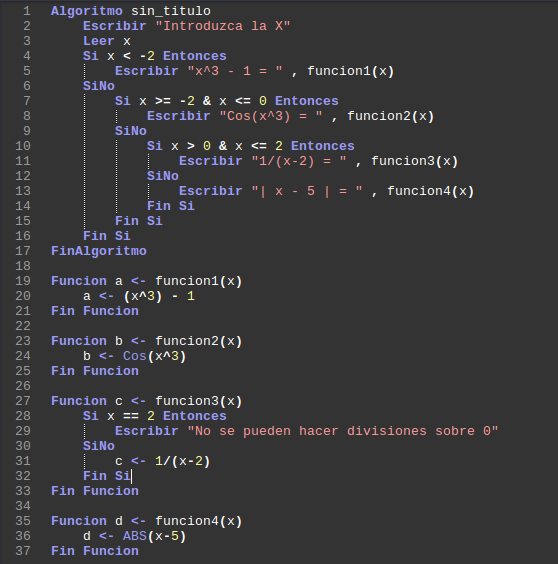 1 Algoritmo sin_titulo
2     Escribir "Introduzca la X"
3     Leer x
4     Si x < -2 Entonces
5         Escribir "x^3 - 1 = " , funcion1(x)
6     SiNo
7         Si x >= -2 & x <= 0 Entonces
8             Escribir "Cos(x^3) = " , funcion2(x)
9         SiNo
10             Si x > 0 & x <= 2 Entonces
11                 Escribir "1/(x-2) = " , funcion3(x)
12             SiNo
13                 Escribir "| x - 5 | = " , funcion4(x)
14             Fin Si
15         Fin Si
16     Fin Si
17 FinAlgoritmo
18
19 Funcion a <- funcion1(x)
20     a <- (x^3) - 1
21 Fin Funcion
22
23 Funcion b <- funcion2(x)
24     b <- Cos(x^3)
25 Fin Funcion
26
27 Funcion c <- funcion3(x)
28     Si x == 2 Entonces
29         Escribir "No se pueden hacer divisiones sobre 0"
30     SiNo
31         c <- 1/(x-2)
32     Fin Si
33 Fin Funcion
34
35 Funcion d <- funcion4(x)
36     d <- ABS(x-5)
37 Fin Funcion